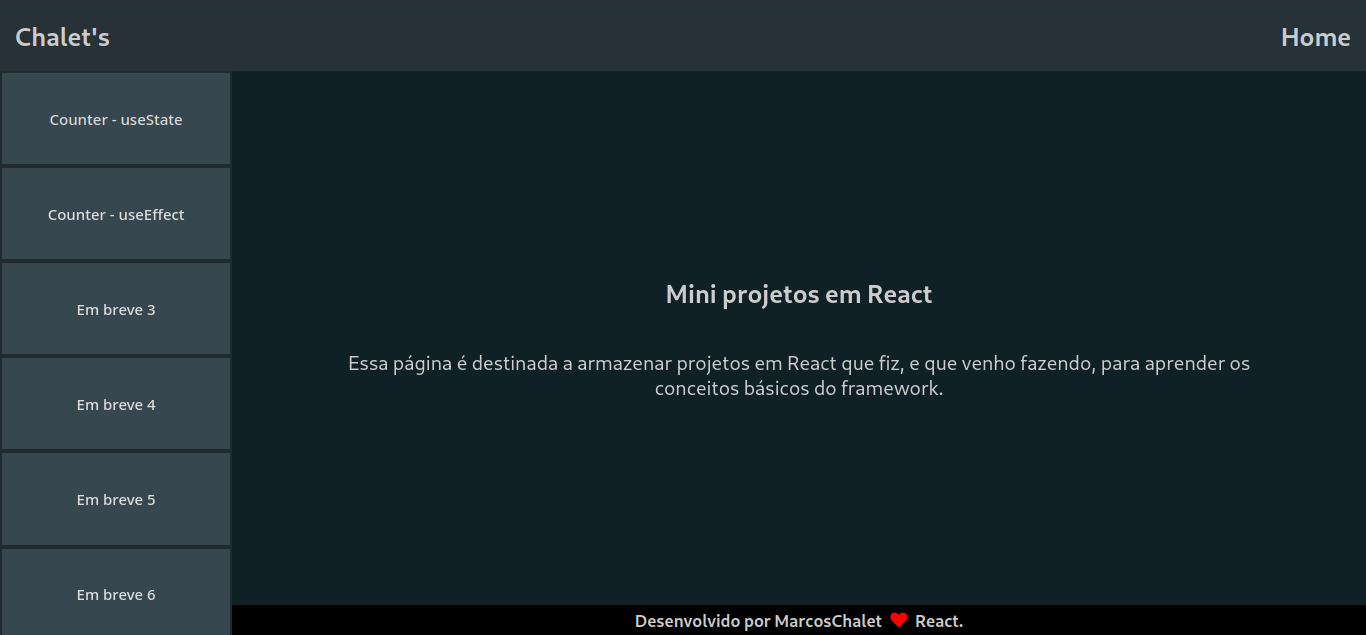 Chalet's
Home
Counter - useState
Counter - useEffect
Em breve 3
Em breve 4
Em breve 5
Em breve 6
Mini projetos em React
Essa página é destinada a armazenar projetos em React que fiz, e que venho fazendo, para aprender os
conceitos básicos do framework.
Desenvolvido por MarcosChalet ❤ React.